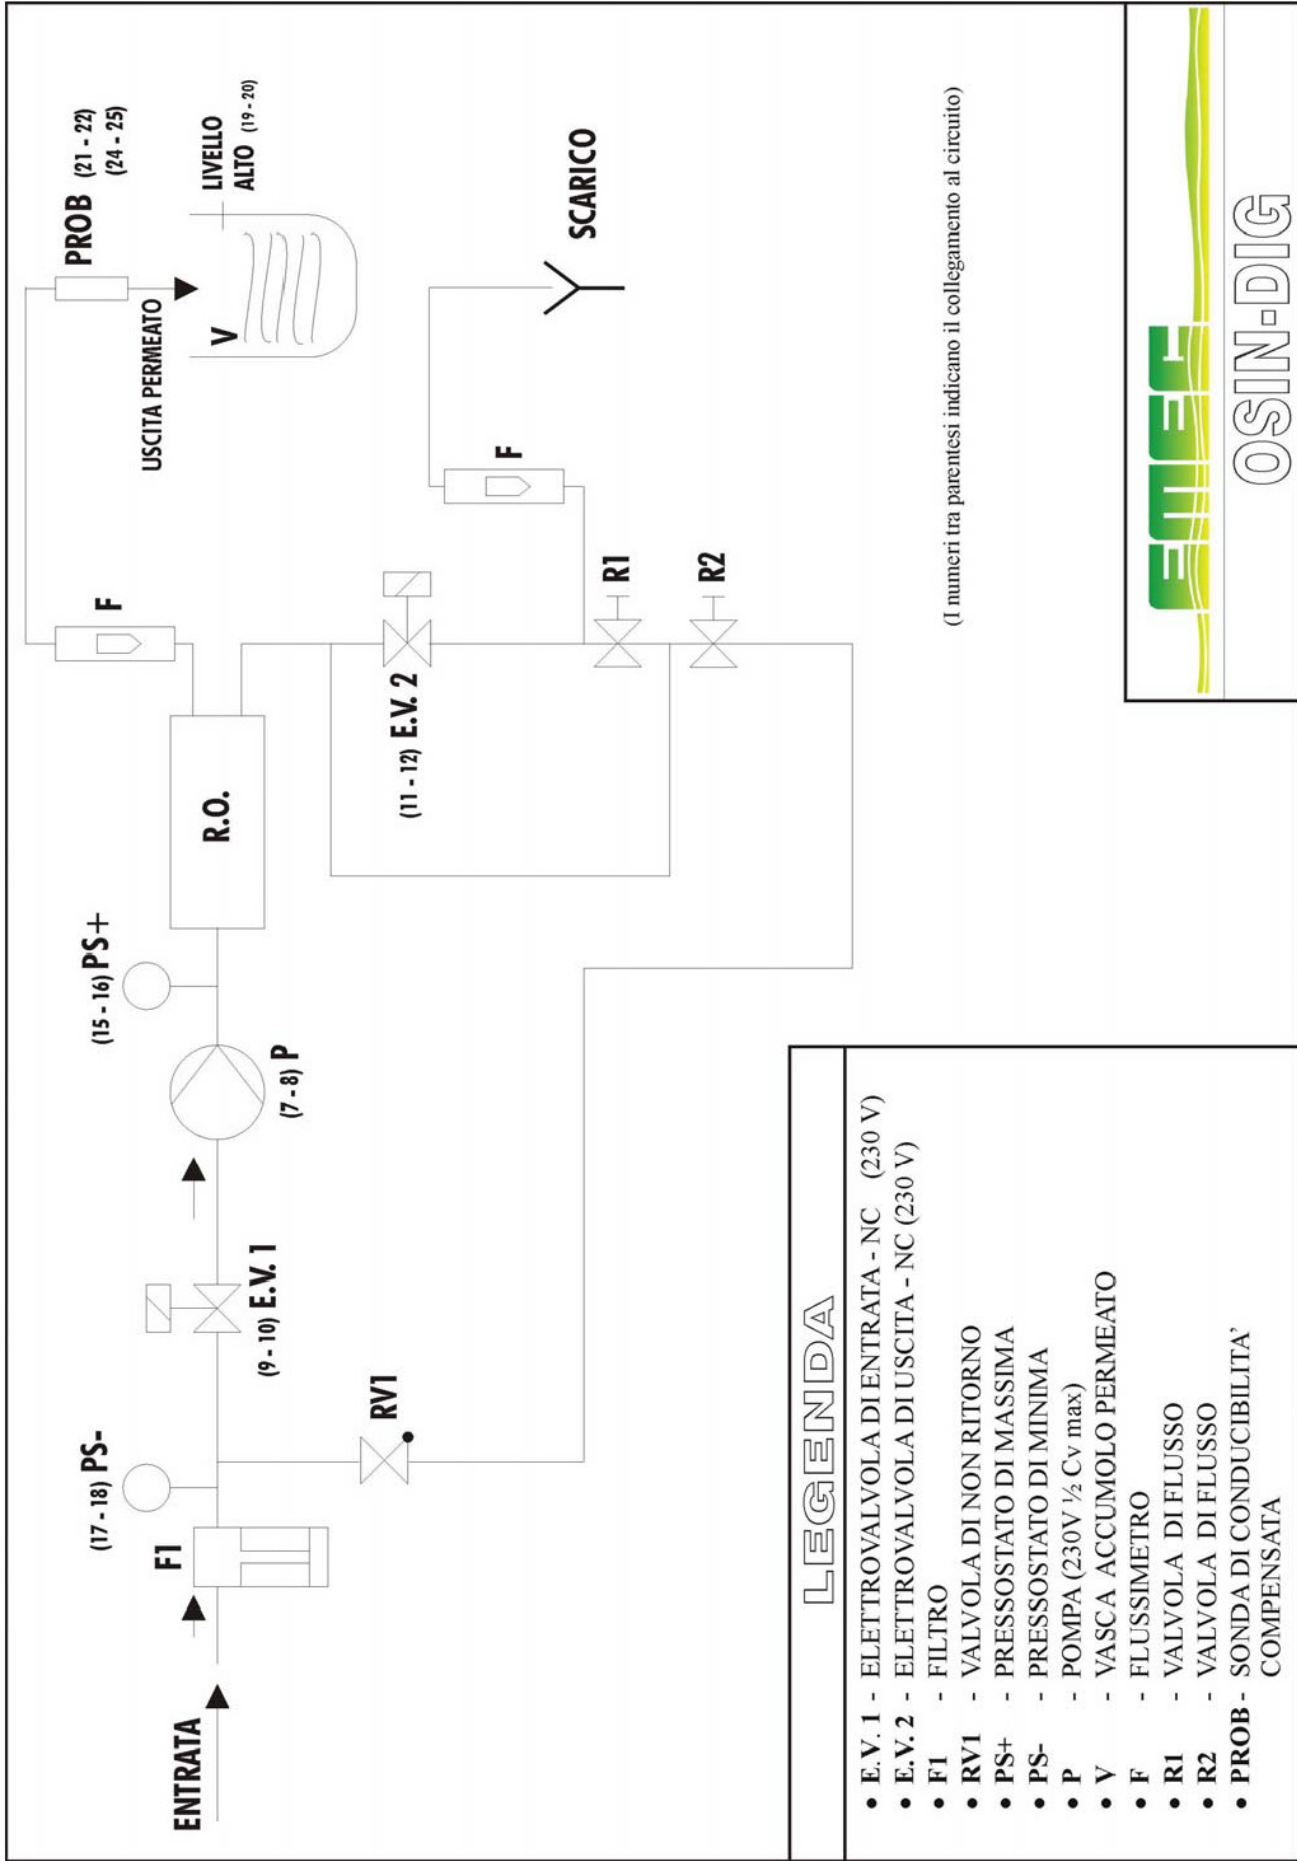 ENTRATA
F1
(17 - 18) PS-
RV1
(9 - 10) E.V. 1
(7 - 8) P
(15 - 16) PS+
R.O.
F
(11 - 12) E.V. 2
R1
R2
F
USCITA PERMEATO
PROB (21 - 22)
(24 - 25)
V
LIVELLO
ALTO (19 - 20)
SCARICO
(I numeri tra parentesi indicano il collegamento al circuito)
LEGENDA
• E.V. 1 - ELETTROVALVOLA DI ENTRATA - NC (230 V)
• E.V. 2 - ELETTROVALVOLA DI USCITA - NC (230 V)
• F1 - FILTRO
• RV1 - VALVOLA DI NON RITORNO
• PS+ - PRESSOSTATO DI MASSIMA
• PS- - PRESSOSTATO DI MINIMA
• P - POMPA (230V ½ Cv max)
• V - VASCA ACCUMOLO PERMEATO
• F - FLUSSIMETRO
• R1 - VALVOLA DI FLUSSO
• R2 - VALVOLA DI FLUSSO
• PROB - SONDA DI CONDUCIBILITA'
COMPENSATA
EMEC
OSIN-DIG